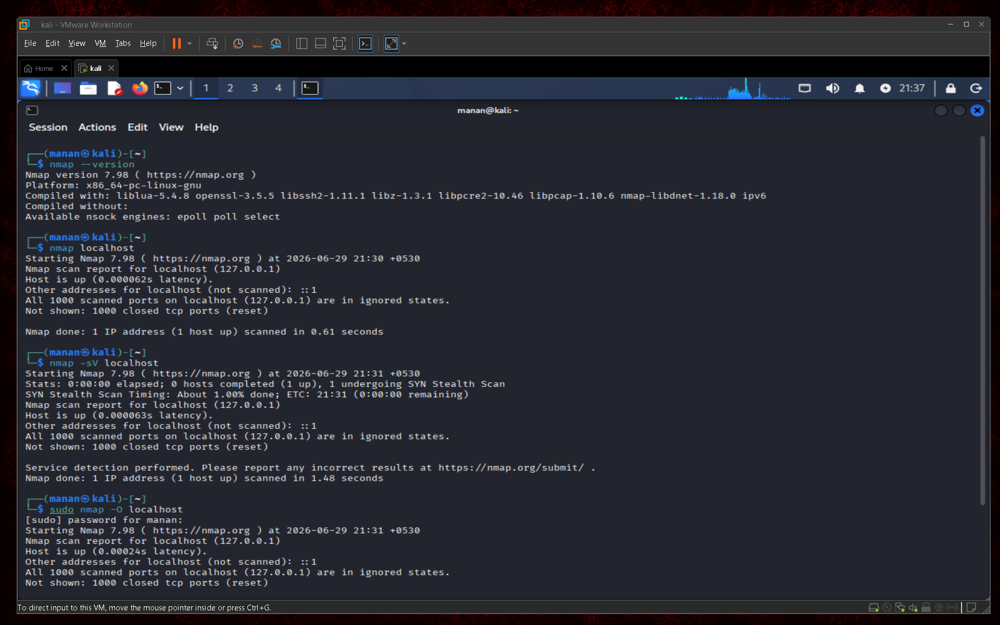 kali - VMware Workstation
File Edit View VM Tabs Help
Home kali
1 2 3 4 21:37
manan@kali: ~
Session Actions Edit View Help
┌──(manan㉿kali)-[~]
└─$ nmap --version
Nmap version 7.98 ( https://nmap.org )
Platform: x86_64-pc-linux-gnu
Compiled with: liblua-5.4.8 openssl-3.5.5 libssh2-1.11.1 libz-1.3.1 libpcre2-10.46 libpcap-1.10.6 nmap-libdnet-1.18.0 ipv6
Compiled without:
Available nsock engines: epoll poll select
┌──(manan㉿kali)-[~]
└─$ nmap localhost
Starting Nmap 7.98 ( https://nmap.org ) at 2026-06-29 21:30 +0530
Nmap scan report for localhost (127.0.0.1)
Host is up (0.000062s latency).
Other addresses for localhost (not scanned): ::1
All 1000 scanned ports on localhost (127.0.0.1) are in ignored states.
Not shown: 1000 closed tcp ports (reset)
Nmap done: 1 IP address (1 host up) scanned in 0.61 seconds
┌──(manan㉿kali)-[~]
└─$ nmap -sV localhost
Starting Nmap 7.98 ( https://nmap.org ) at 2026-06-29 21:31 +0530
Stats: 0:00:00 elapsed; 0 hosts completed (1 up), 1 undergoing SYN Stealth Scan
SYN Stealth Scan Timing: About 1.00% done; ETC: 21:31 (0:00:00 remaining)
Nmap scan report for localhost (127.0.0.1)
Host is up (0.000063s latency).
Other addresses for localhost (not scanned): ::1
All 1000 scanned ports on localhost (127.0.0.1) are in ignored states.
Not shown: 1000 closed tcp ports (reset)
Service detection performed. Please report any incorrect results at https://nmap.org/submit/ .
Nmap done: 1 IP address (1 host up) scanned in 1.48 seconds
┌──(manan㉿kali)-[~]
└─$ sudo nmap -O localhost
[sudo] password for manan:
Starting Nmap 7.98 ( https://nmap.org ) at 2026-06-29 21:31 +0530
Nmap scan report for localhost (127.0.0.1)
Host is up (0.00024s latency).
Other addresses for localhost (not scanned): ::1
All 1000 scanned ports on localhost (127.0.0.1) are in ignored states.
Not shown: 1000 closed tcp ports (reset)
To direct input to this VM, move the mouse pointer inside or press Ctrl+G.